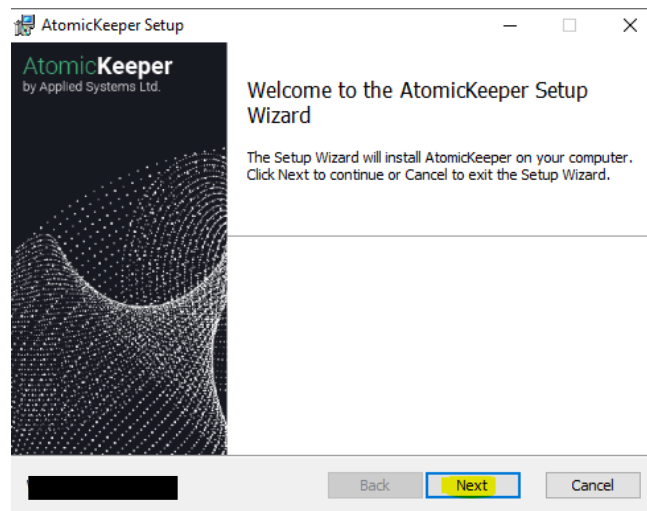 AtomicKeeper Setup
AtomicKeeper
by Applied Systems Ltd.
Welcome to the AtomicKeeper Setup
Wizard
The Setup Wizard will install AtomicKeeper on your computer.
Click Next to continue or Cancel to exit the Setup Wizard.
Back
Next
Cancel